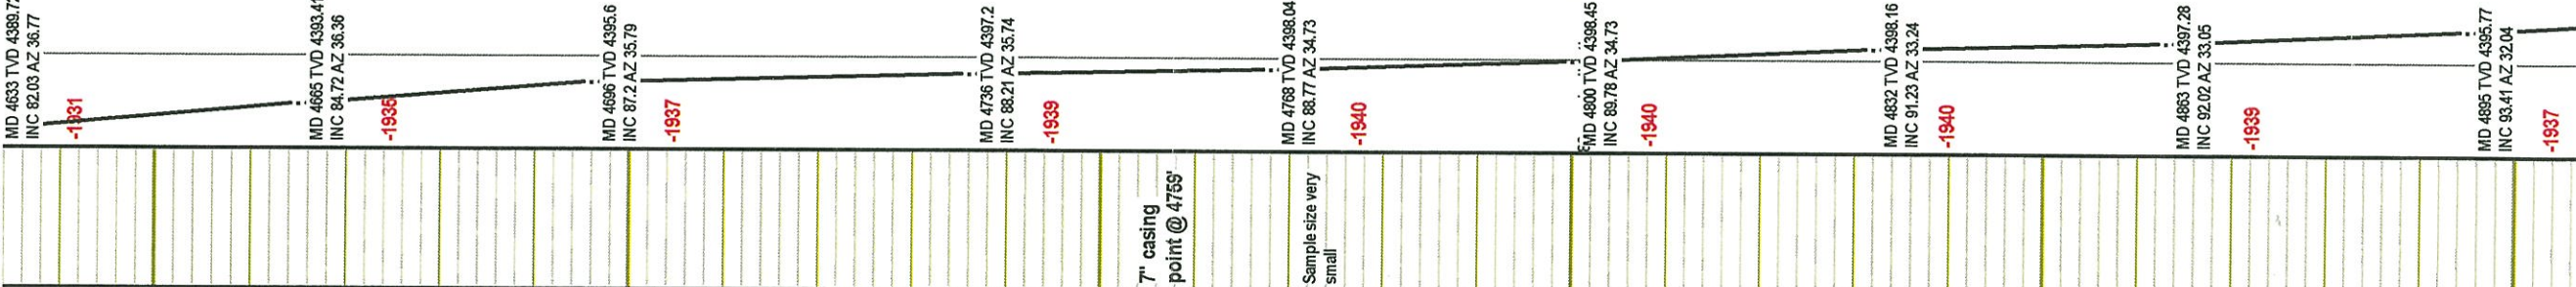 MD 4633 TVD 4389.72
INC 82.03 AZ 36.77
-1931
MD 4665 TVD 4393.41
INC 84.72 AZ 36.36
-1935
MD 4696 TVD 4395.6
INC 87.2 AZ 35.79
-1937
MD 4736 TVD 4397.2
INC 88.21 AZ 35.74
-1939
7" casing
point @ 4759'
MD 4768 TVD 4398.04
INC 88.77 AZ 34.73
-1940
Sample size very
small
MD 4800 TVD 4398.45
INC 89.78 AZ 34.73
-1940
MD 4832 TVD 4398.16
INC 91.23 AZ 33.24
-1940
MD 4863 TVD 4397.28
INC 92.02 AZ 33.05
-1939
MD 4895 TVD 4395.77
INC 93.41 AZ 32.04
-1937